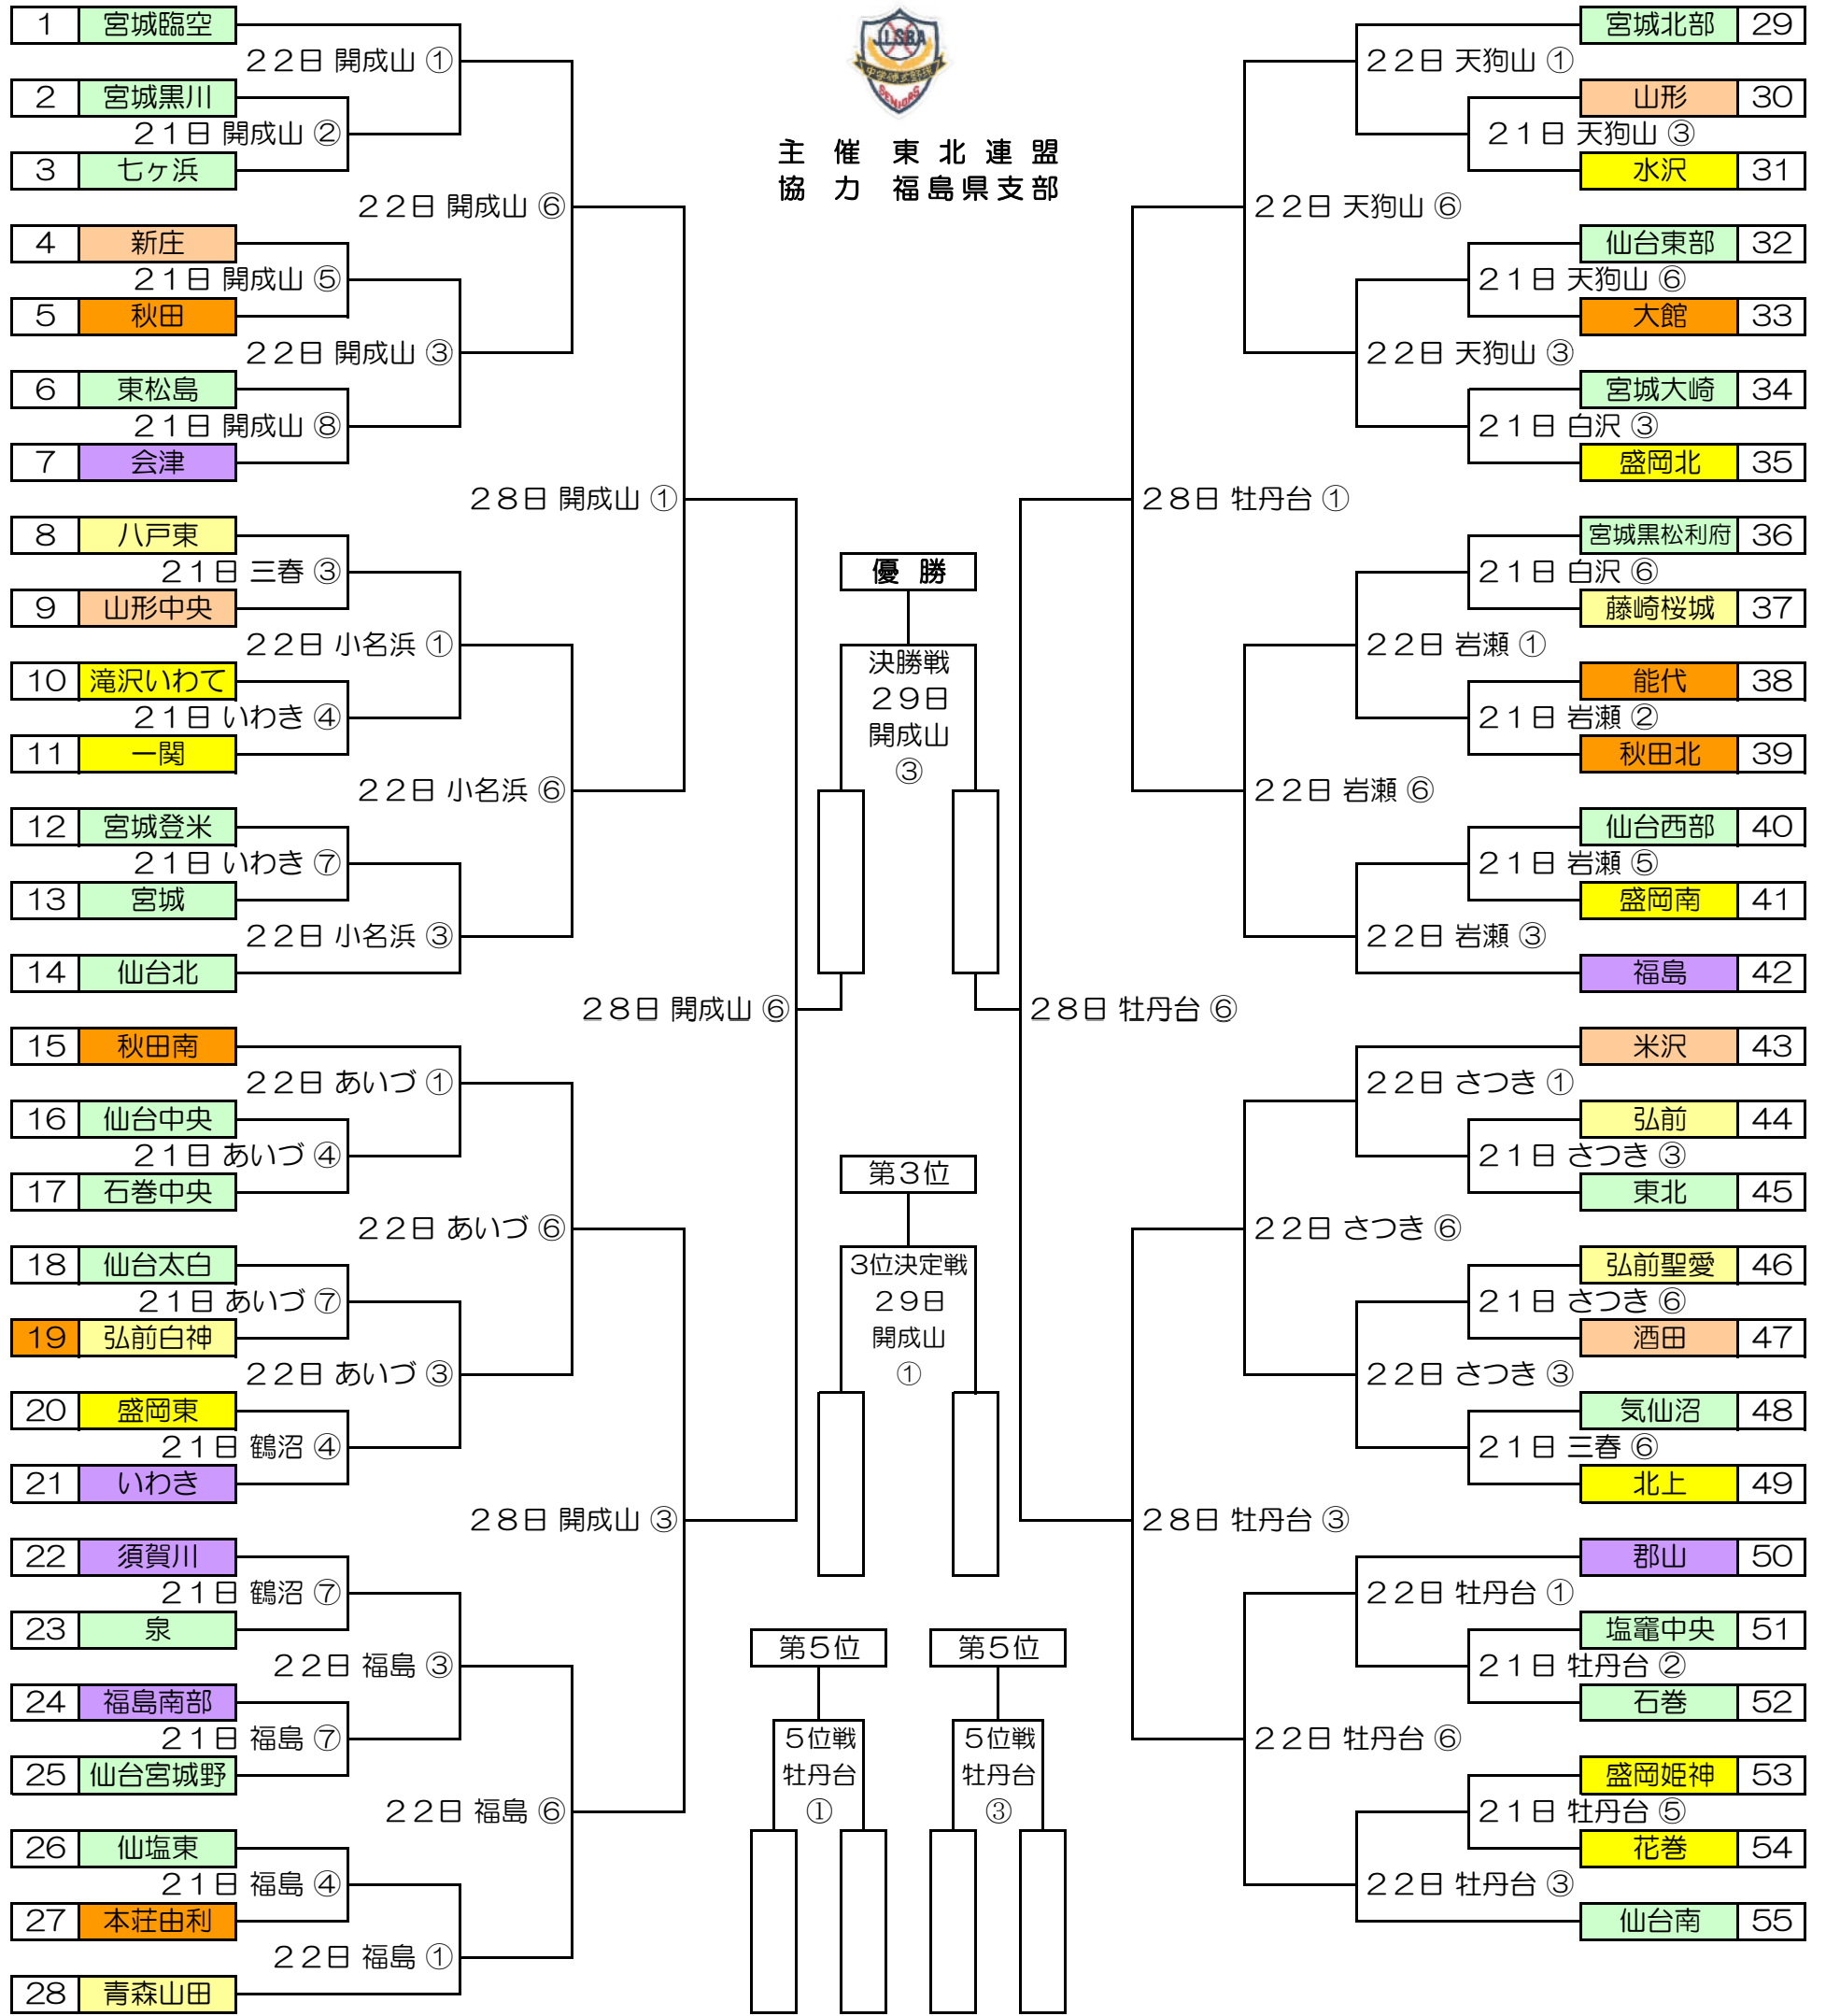 1 宮城臨空
22日 開成山 ①
2 宮城黒川
21日 開成山 ②
3 七ヶ浜
22日 開成山 ⑥
4 新庄
21日 開成山 ⑤
5 秋田
22日 開成山 ③
6 東松島
21日 開成山 ⑧
7 会津
28日 開成山 ①
8 八戸東
21日 三春 ③
9 山形中央
22日 小名浜 ①
10 滝沢いわて
21日 いわき ④
11 一関
22日 小名浜 ⑥
12 宮城登米
21日 いわき ⑦
13 宮城
22日 小名浜 ③
14 仙台北
28日 開成山 ⑥
15 秋田南
22日 あいづ ①
16 仙台中央
21日 あいづ ④
17 石巻中央
22日 あいづ ⑥
18 仙台太白
21日 あいづ ⑦
19 弘前白神
22日 あいづ ③
20 盛岡東
21日 鶴沼 ④
21 いわき
28日 開成山 ③
22 須賀川
21日 鶴沼 ⑦
23 泉
22日 福島 ③
24 福島南部
21日 福島 ⑦
25 仙台宮城野
22日 福島 ⑥
26 仙塩東
21日 福島 ④
27 本荘由利
22日 福島 ①
28 青森山田
JLSBA
中学硬式野球
SENIORS
主 催 東北連盟
協 力 福島県支部
優 勝
決勝戦
29日
開成山
③
第3位
3位決定戦
29日
開成山
①
第5位
5位戦
牡丹台
①
第5位
5位戦
牡丹台
③
宮城北部 29
22日 天狗山 ①
山形 30
21日 天狗山 ③
水沢 31
22日 天狗山 ⑥
仙台東部 32
21日 天狗山 ⑥
大館 33
22日 天狗山 ③
宮城大崎 34
21日 白沢 ③
盛岡北 35
28日 牡丹台 ①
宮城黒松利府 36
21日 白沢 ⑥
藤崎桜城 37
22日 岩瀬 ①
能代 38
21日 岩瀬 ②
秋田北 39
22日 岩瀬 ⑥
仙台西部 40
21日 岩瀬 ⑤
盛岡南 41
22日 岩瀬 ③
福島 42
28日 牡丹台 ⑥
米沢 43
22日 さつき ①
弘前 44
21日 さつき ③
東北 45
22日 さつき ⑥
弘前聖愛 46
21日 さつき ⑥
酒田 47
22日 さつき ③
気仙沼 48
21日 三春 ⑥
北上 49
28日 牡丹台 ③
郡山 50
22日 牡丹台 ①
塩竈中央 51
21日 牡丹台 ②
石巻 52
22日 牡丹台 ⑥
盛岡姫神 53
21日 牡丹台 ⑤
花巻 54
22日 牡丹台 ③
仙台南 55